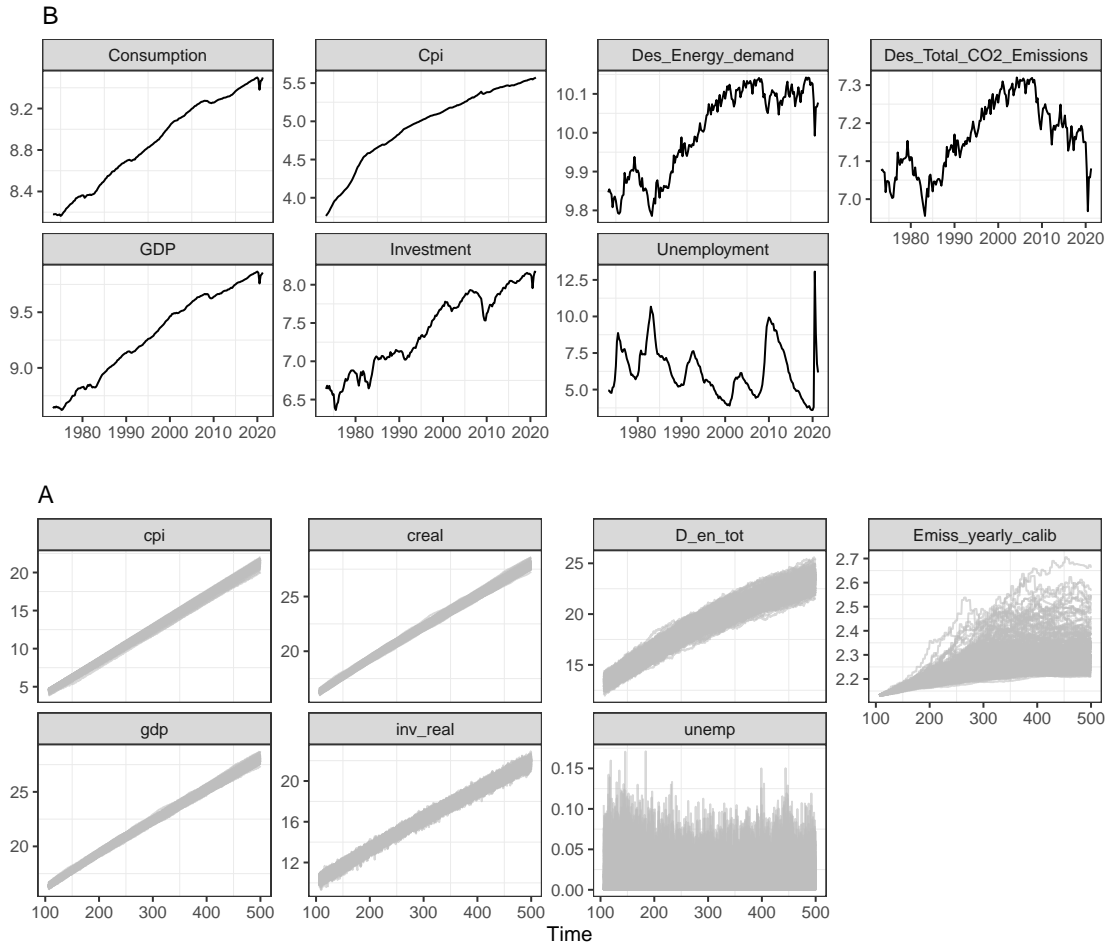 B
Consumption
Cpi
Des_Energy_demand
Des_Total_CO2_Emissions
9.2
8.8
8.4
5.5
5.0
4.5
4.0
10.1
10.0
9.9
9.8
7.3
7.2
7.1
7.0
1980 1990 2000 2010 2020
GDP
Investment
Unemployment
9.5
9.0
8.0
7.5
7.0
6.5
12.5
10.0
7.5
5.0
1980 1990 2000 2010 2020
1980 1990 2000 2010 2020
1980 1990 2000 2010 2020
A
cpi
creal
D_en_tot
Emiss_yearly_calib
20
15
10
5
25
20
25
20
15
2.7
2.6
2.5
2.4
2.3
2.2
100 200 300 400 500
gdp
inv_real
unemp
25
20
20
16
12
0.15
0.10
0.05
0.00
100 200 300 400 500
100 200 300 400 500
100 200 300 400 500
Time